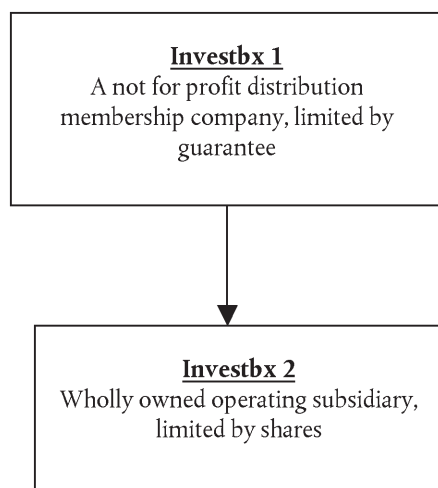 Investbx 1
A not for profit distribution
membership company, limited by
guarantee
Investbx 2
Wholly owned operating subsidiary,
limited by shares